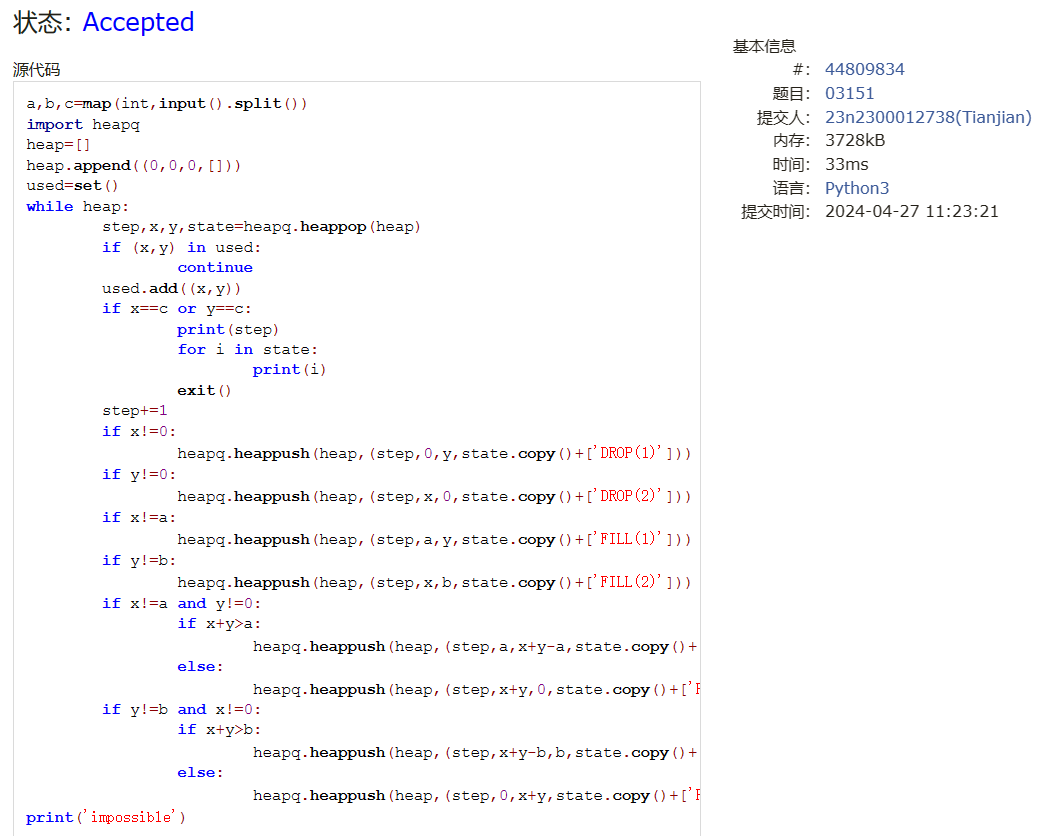 状态: Accepted
源代码
a,b,c=map(int,input().split())
import heapq
heap=[]
heap.append((0,0,0,[]))
used=set()
while heap:
        step,x,y,state=heapq.heappop(heap)
        if (x,y) in used:
                continue
        used.add((x,y))
        if x==c or y==c:
                print(step)
                for i in state:
                        print(i)
                exit()
        step+=1
        if x!=0:
                heapq.heappush(heap,(step,0,y,state.copy()+['DROP(1)']))
        if y!=0:
                heapq.heappush(heap,(step,x,0,state.copy()+['DROP(2)']))
        if x!=a:
                heapq.heappush(heap,(step,a,y,state.copy()+['FILL(1)']))
        if y!=b:
                heapq.heappush(heap,(step,x,b,state.copy()+['FILL(2)']))
        if x!=a and y!=0:
                if x+y>a:
                        heapq.heappush(heap,(step,a,x+y-a,state.copy()+
                else:
                        heapq.heappush(heap,(step,x+y,0,state.copy()+['
        if y!=b and x!=0:
                if x+y>b:
                        heapq.heappush(heap,(step,x+y-b,b,state.copy()+
                else:
                        heapq.heappush(heap,(step,0,x+y,state.copy()+['
print('impossible')
基本信息
#: 44809834
题目: 03151
提交人: 23n2300012738(Tianjian)
内存: 3728kB
时间: 33ms
语言: Python3
提交时间: 2024-04-27 11:23:21